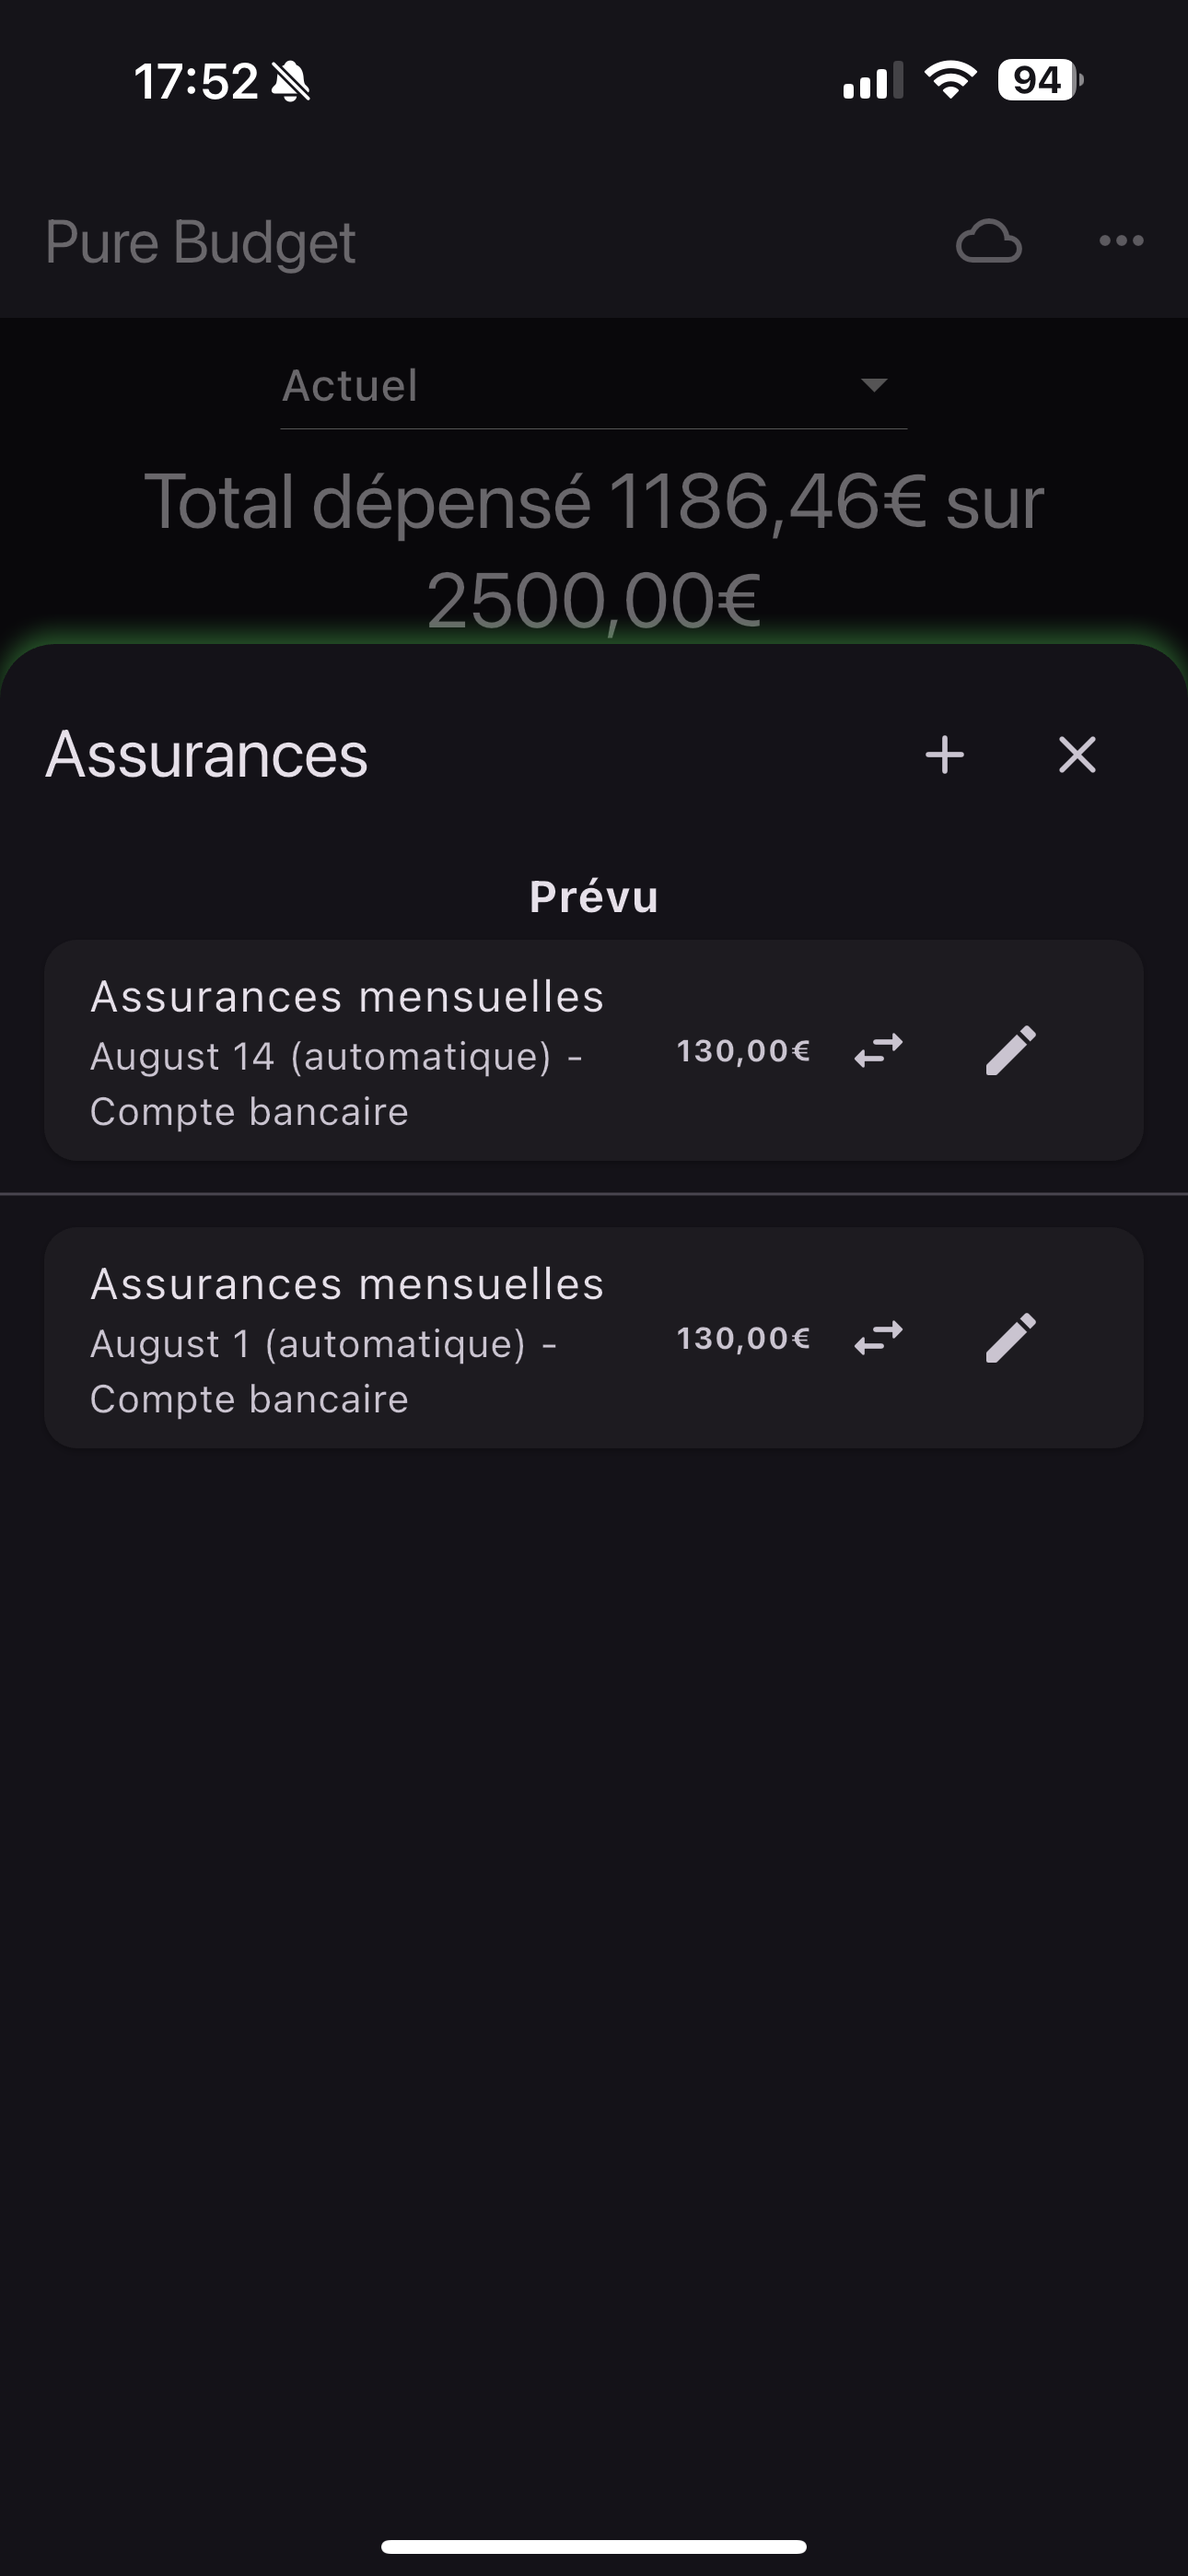 17:52
94
Pure Budget
Actuel
Total dépensé 1186,46€ sur
2500,00€
Assurances
Prévu
Assurances mensuelles
August 14 (automatique) -
Compte bancaire
130,00€
Assurances mensuelles
August 1 (automatique) -
Compte bancaire
130,00€